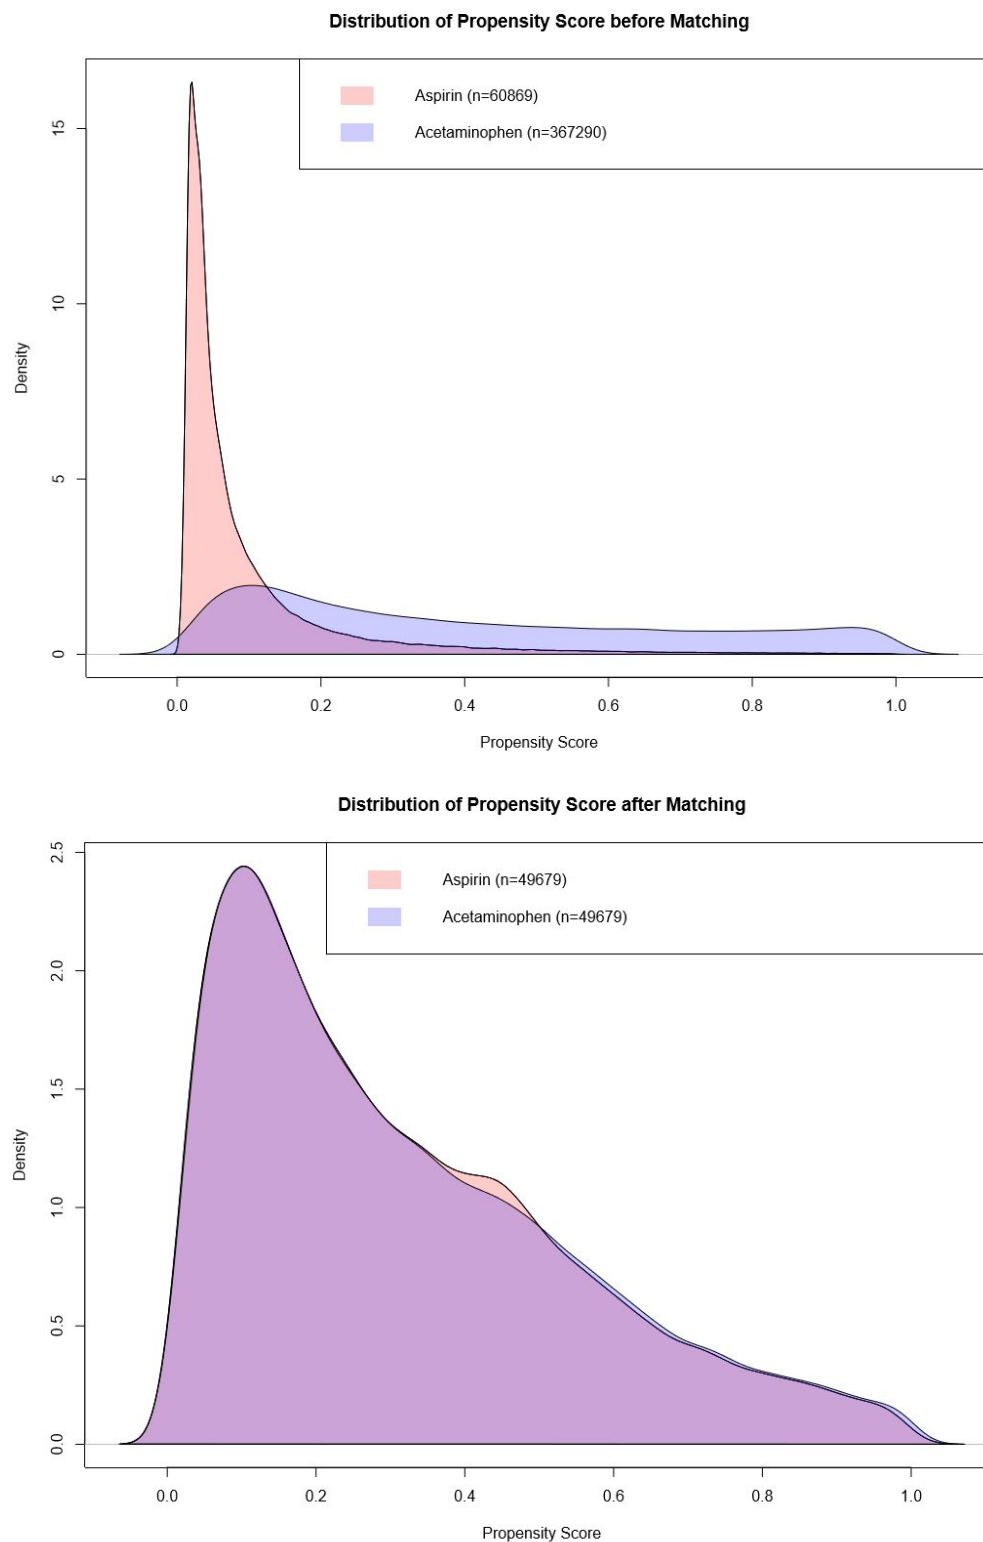 Distribution of Propensity Score before Matching
Aspirin (n=60869)
Acetaminophen (n=367290)
15
10
5
0
Density
0.0 0.2 0.4 0.6 0.8 1.0
Propensity Score
Distribution of Propensity Score after Matching
Aspirin (n=49679)
Acetaminophen (n=49679)
2.5
2.0
1.5
1.0
0.5
0.0
Density
0.0 0.2 0.4 0.6 0.8 1.0
Propensity Score